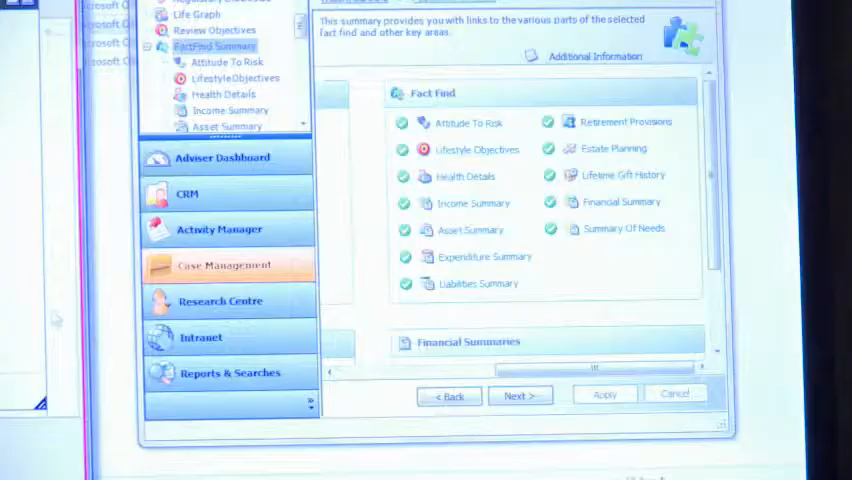 Life Graph
Review Objectives
FactFind Summary
Attitude To Risk
Lifestyle Objectives
Health Details
Income Summary
Asset Summary
Adviser Dashboard
CRM
Activity Manager
Case Management
Research Centre
Intranet
Reports & Searches
This summary provides you with links to the various parts of the selected
fact find and other key areas.
Additional Information
Fact Find
Attitude To Risk
Lifestyle Objectives
Health Details
Income Summary
Asset Summary
Expenditure Summary
Liabilities Summary
Retirement Provisions
Estate Planning
Lifetime Gift History
Financial Summary
Summary Of Needs
Financial Summaries
< Back
Next >
Apply
Cancel